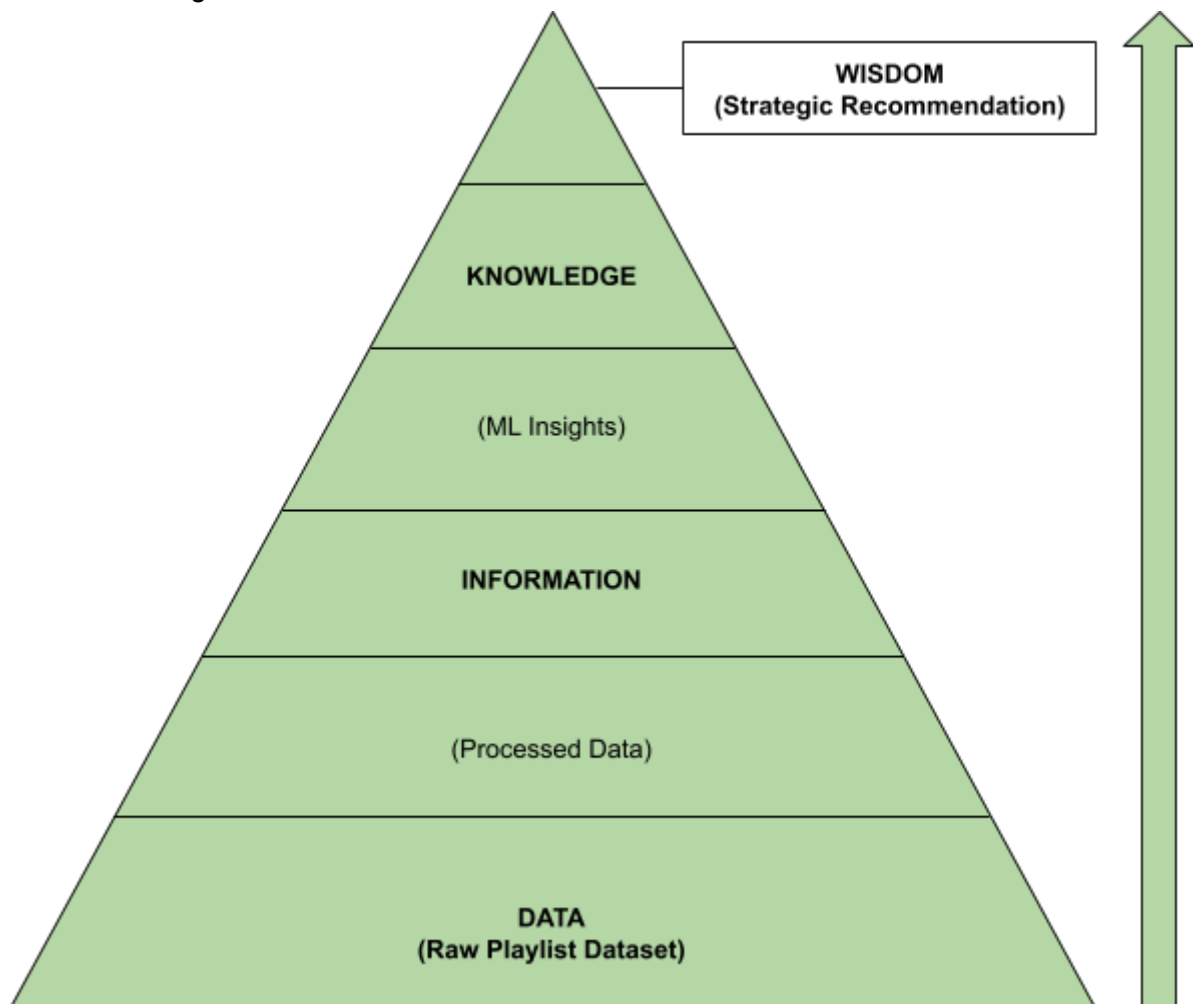 WISDOM
(Strategic Recommendation)
KNOWLEDGE
(ML Insights)
INFORMATION
(Processed Data)
DATA
(Raw Playlist Dataset)